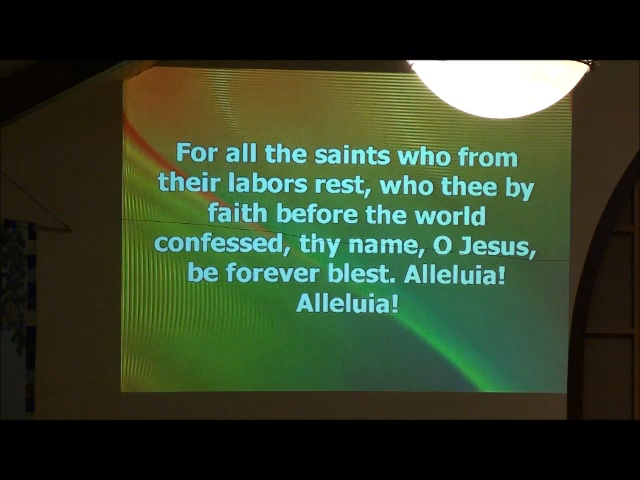 For all the saints who from
their labors rest, who thee by
faith before the world
confessed, thy name, O Jesus,
be forever blest. Alleluia!
Alleluia!